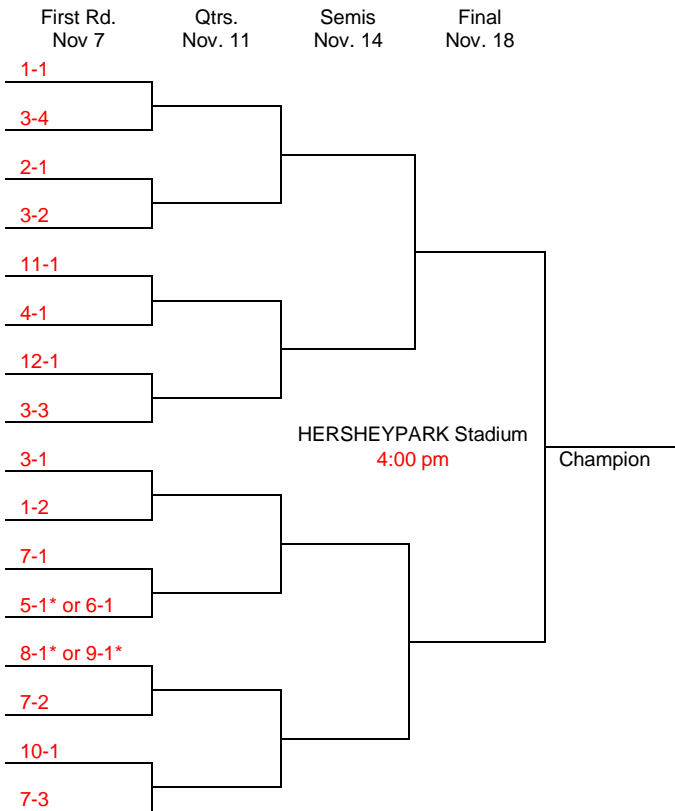 First Rd. Qtrs. Semis Final
Nov 7 Nov. 11 Nov. 14 Nov. 18
1-1
3-4
2-1
3-2
11-1
4-1
12-1
3-3
HERSHEYPARK Stadium
4:00 pm
Champion
3-1
1-2
7-1
5-1* or 6-1
8-1* or 9-1*
7-2
10-1
7-3